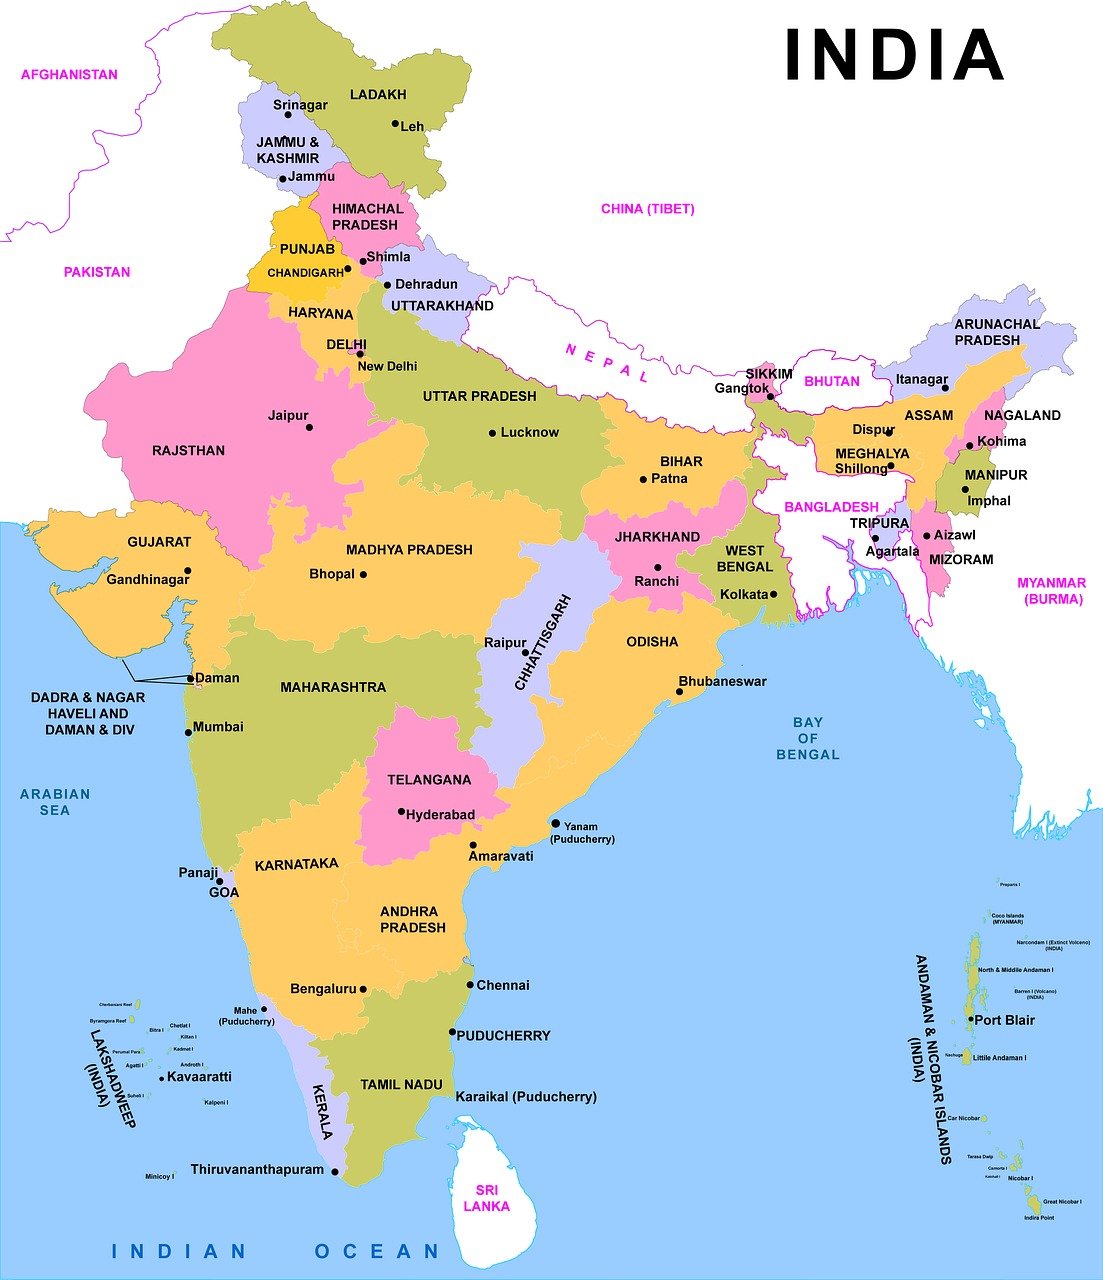 INDIA
AFGHANISTAN
LADAKH
Srinagar
Leh
JAMMU &
KASHMIR
Jammu
CHINA (TIBET)
HIMACHAL
PRADESH
PUNJAB
Shimla
CHANDIGARH
PAKISTAN
Dehradun
UTTARAKHAND
HARYANA
DELHI
New Delhi
NEPAL
SIKKIM
Gangtok
BHUTAN
ARUNACHAL
PRADESH
Itanagar
UTTAR PRADESH
Jaipur
Lucknow
RAJSTHAN
ASSAM
NAGALAND
Dispur
Kohima
MEGHALYA
Shillong
BIHAR
Patna
MANIPUR
Imphal
BANGLADESH
TRIPURA
Agartala
Aizawl
MIZORAM
GUJARAT
Gandhinagar
MADHYA PRADESH
Bhopal
JHARKHAND
Ranchi
WEST
BENGAL
Kolkata
MYANMAR
(BURMA)
Raipur
CHHATTISGARH
ODISHA
Bhubaneswar
Daman
DADRA & NAGAR
HAVELI AND
DAMAN & DIV
MAHARASHTRA
Mumbai
BAY
OF
BENGAL
ARABIAN
SEA
TELANGANA
Hyderabad
Yanam
(Puducherry)
Amaravati
KARNATAKA
Panaji
GOA
ANDHRA
PRADESH
Bengaluru
Chennai
Mahe
(Puducherry)
PUDUCHERRY
TAMIL NADU
Karaikal (Puducherry)
KERALA
Thiruvananthapuram
SRI
LANKA
Cherbaniani Reef
Byramgora Reef
Bitra I
Chetlat I
Kiltan I
Perumal Para
Kadmat I
Agatti I
Androth I
Kavaaratti
Suheli I
Kalpeni I
LAKSHADWEEP
(INDIA)
Minicoy I
Preparis I
Coco Islands
(MYANMAR)
Narcondam I (Extinct Volcano)
(INDIA)
North & Middile Andaman I
Barren I (Volcano)
(INDIA)
Port Blair
Littile Andaman I
ANDAMAN & NICOBAR ISLANDS
(INDIA)
Car Nicobar
Camorta I
Nicobar I
Great Nicobar I
Indira Point
INDIAN OCEAN